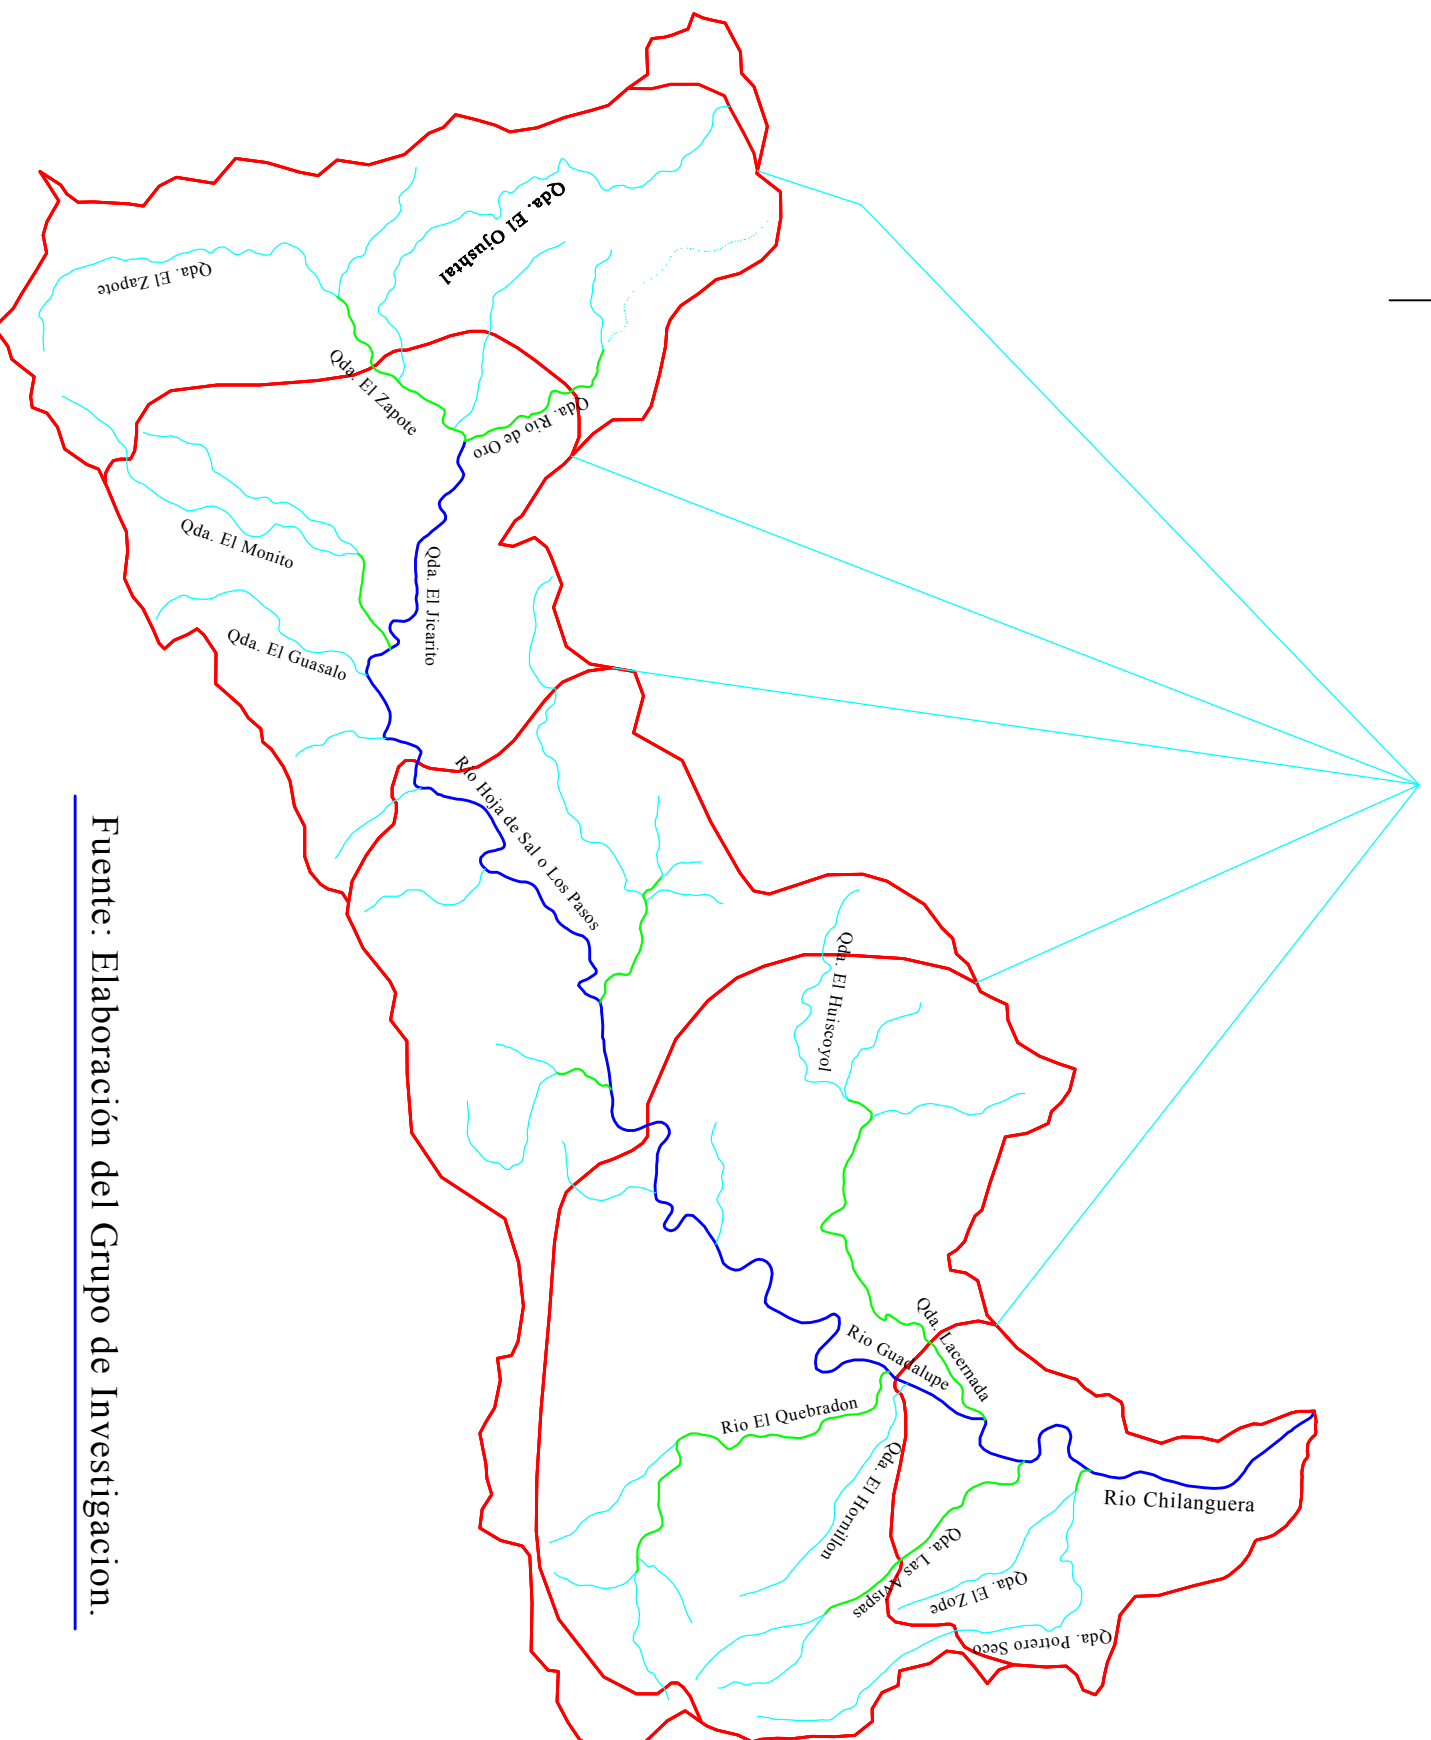 Qda. El Ojushtal
Qda. El Zapote
Qda. El Zapote
Qda. Rio de Oro
Qda. El Monito
Qda. El Jicarito
Qda. El Guasalo
Rio Hoja de Sal o Los Pasos
Qda. El Huiscoyol
Qda. Lacernada
Rio Guadalupe
Rio El Quebradon
Qda. El Hornillon
Rio Chilanguera
Qda. Las Avispas
Qda. El Zope
Qda. Potrero Seco
Fuente: Elaboración del Grupo de Investigacion.